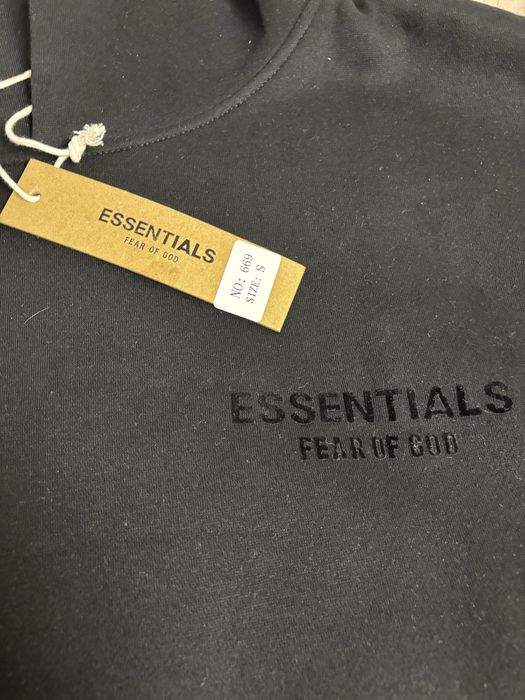 ESSENTIALS
FEAR OF GOD
NO: 669
SIZE: S
ESSENTIALS
FEAR OF GOD